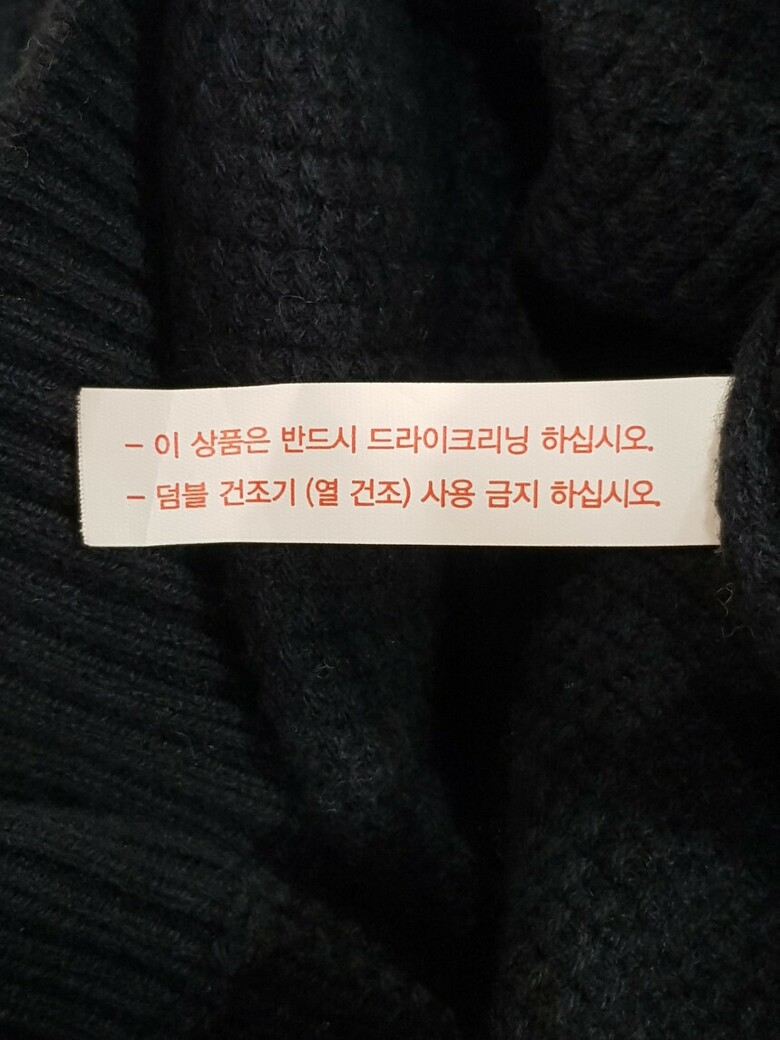 - 이 상품은 반드시 드라이크리닝 하십시오.
- 덤블 건조기 (열 건조) 사용 금지 하십시오.